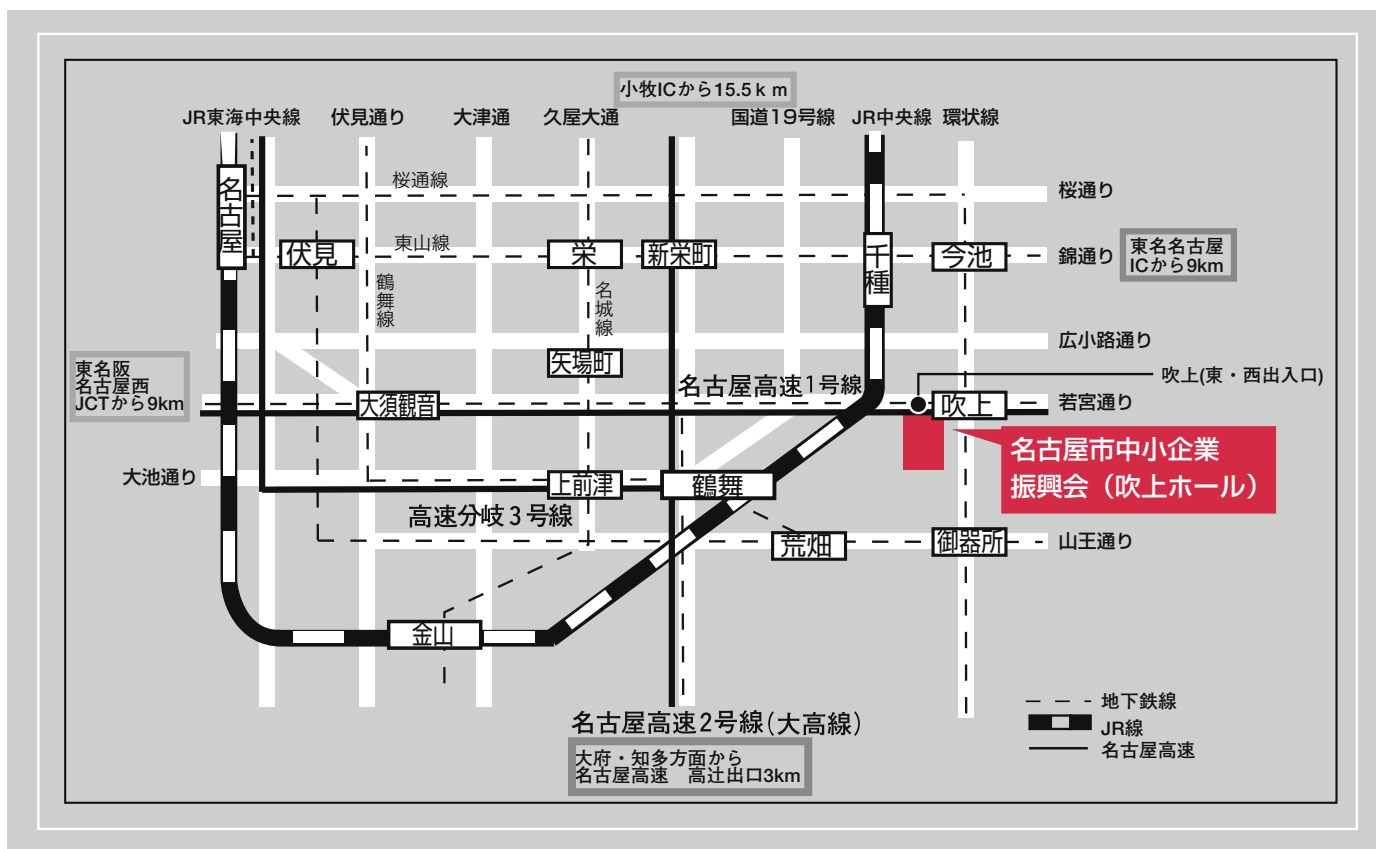 小牧ICから15.5ｋｍ
JR東海中央線
伏見通り
大津通
久屋大通
国道19号線
JR中央線
環状線
名古屋
桜通線
桜通り
伏見
東山線
栄
新栄町
千種
今池
錦通り
東名名古屋
ICから9km
鶴舞線
名城線
広小路通り
矢場町
東名阪
名古屋西
JCTから9km
名古屋高速1号線
吹上(東・西出入口)
大須観音
吹上
若宮通り
名古屋市中小企業
振興会（吹上ホール）
大池通り
上前津
鶴舞
高速分岐３号線
荒畑
御器所
山王通り
金山
地下鉄線
JR線
名古屋高速
名古屋高速2号線(大高線)
大府・知多方面から
名古屋高速　高辻出口3km